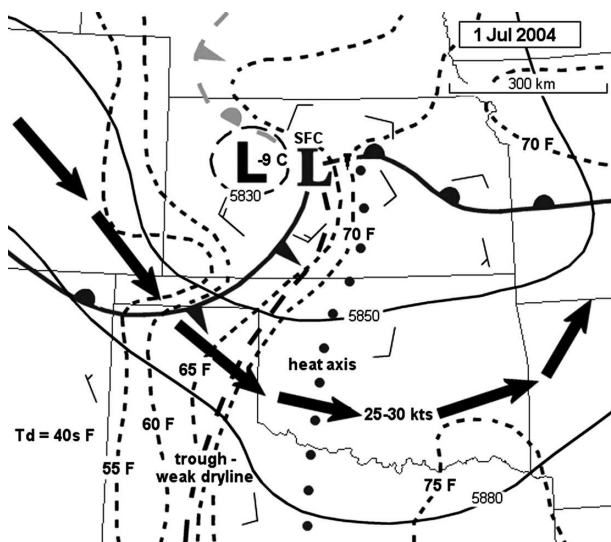 1 Jul 2004
300 km
SFC
L
-9 C
L
5830
70 F
70 F
5850
heat axis
65 F
60 F
25-30 kts
Td = 40s F
55 F
trough -
weak dryline
75 F
5880